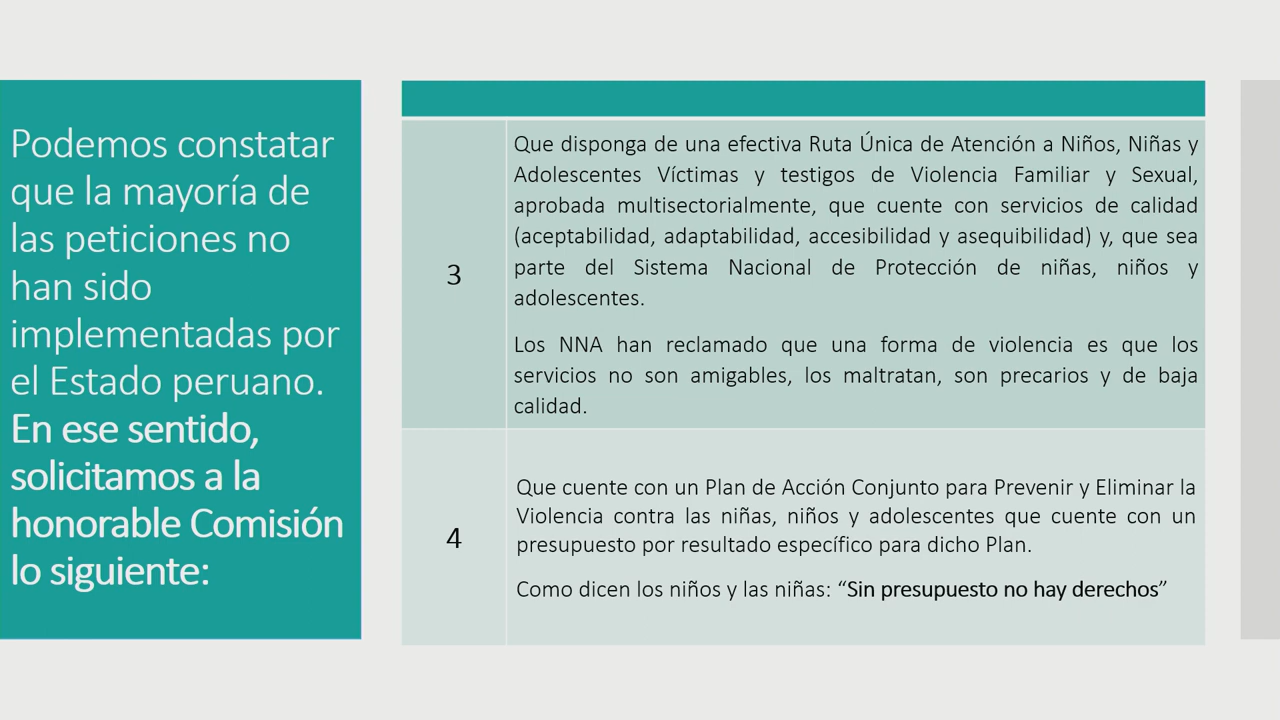 Podemos constatar
que la mayoría de
las peticiones no
han sido
implementadas por
el Estado peruano.
En ese sentido,
solicitamos a la
honorable Comisión
lo siguiente:
3
Que disponga de una efectiva Ruta Única de Atención a Niños, Niñas y
Adolescentes Víctimas y testigos de Violencia Familiar y Sexual,
aprobada multisectorialmente, que cuente con servicios de calidad
(aceptabilidad, adaptabilidad, accesibilidad y asequibilidad) y, que sea
parte del Sistema Nacional de Protección de niñas, niños y
adolescentes.
Los NNA han reclamado que una forma de violencia es que los
servicios no son amigables, los maltratan, son precarios y de baja
calidad.
4
Que cuente con un Plan de Acción Conjunto para Prevenir y Eliminar la
Violencia contra las niñas, niños y adolescentes que cuente con un
presupuesto por resultado específico para dicho Plan.
Como dicen los niños y las niñas: “Sin presupuesto no hay derechos”